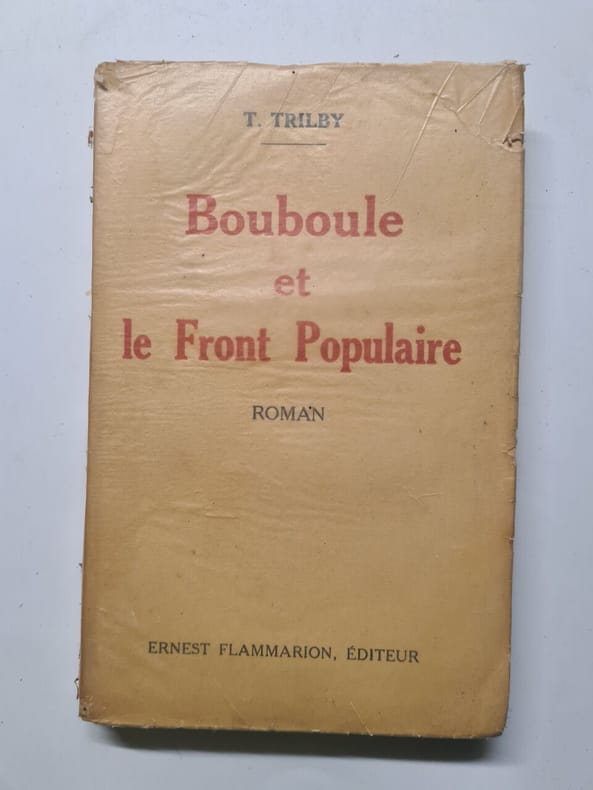 T. TRILBY
Bouboule
et
le Front Populaire
ROMAN
ERNEST FLAMMARION, ÉDITEUR